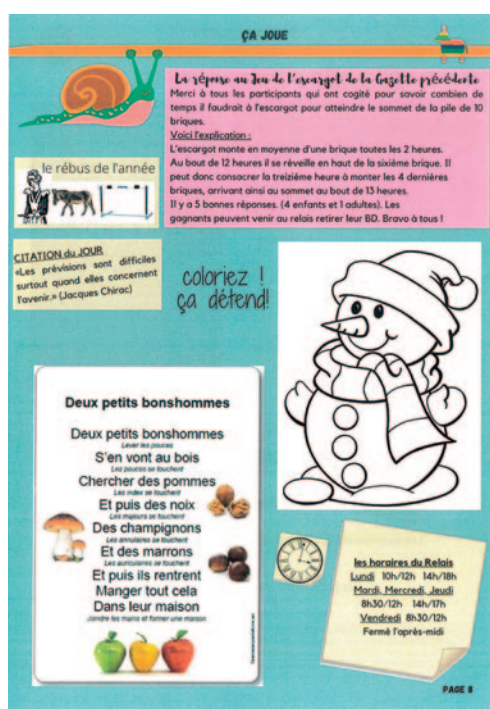 ÇA JOUE
La réponse au Jeu de l'escargot de la Gazette précédente
Merci à tous les participants qui ont cogité pour savoir combien de
temps il faudrait à l'escargot pour atteindre le sommet de la pile de 10
briques.
Voici l'explication :
L'escargot monte en moyenne d'une brique toutes les 2 heures.
Au bout de 12 heures il se réveille en haut de la sixième brique. Il
peut donc consacrer la treizième heure à monter les 4 dernières
briques, arrivant ainsi au sommet au bout de 13 heures.
Il y a 5 bonnes réponses. (4 enfants et 1 adultes). Les
gagnants peuvent venir au relais retirer leur BD. Bravo à tous !
le rébus de l'année
CITATION du JOUR
«Les prévisions sont difficiles
surtout quand elles concernent
l'avenir.» (Jacques Chirac)
coloriez !
ça détend!
Deux petits bonshommes
Deux petits bonshommes
Lever les pouces
S'en vont au bois
Les pouces se touchent
Chercher des pommes
Les index se touchent
Et puis des noix
Les majeurs se touchent
Des champignons
Les annulaires se touchent
Et des marrons
Les auriculaires se touchent
Et puis ils rentrent
Manger tout cela
Dans leur maison
Joindre les mains et former une maison
les horaires du Relais
Lundi 10h/12h 14h/18h
Mardi, Mercredi, Jeudi
8h30/12h 14h/17h
Vendredi 8h30/12h
Fermé l'après-midi
PAGE 8